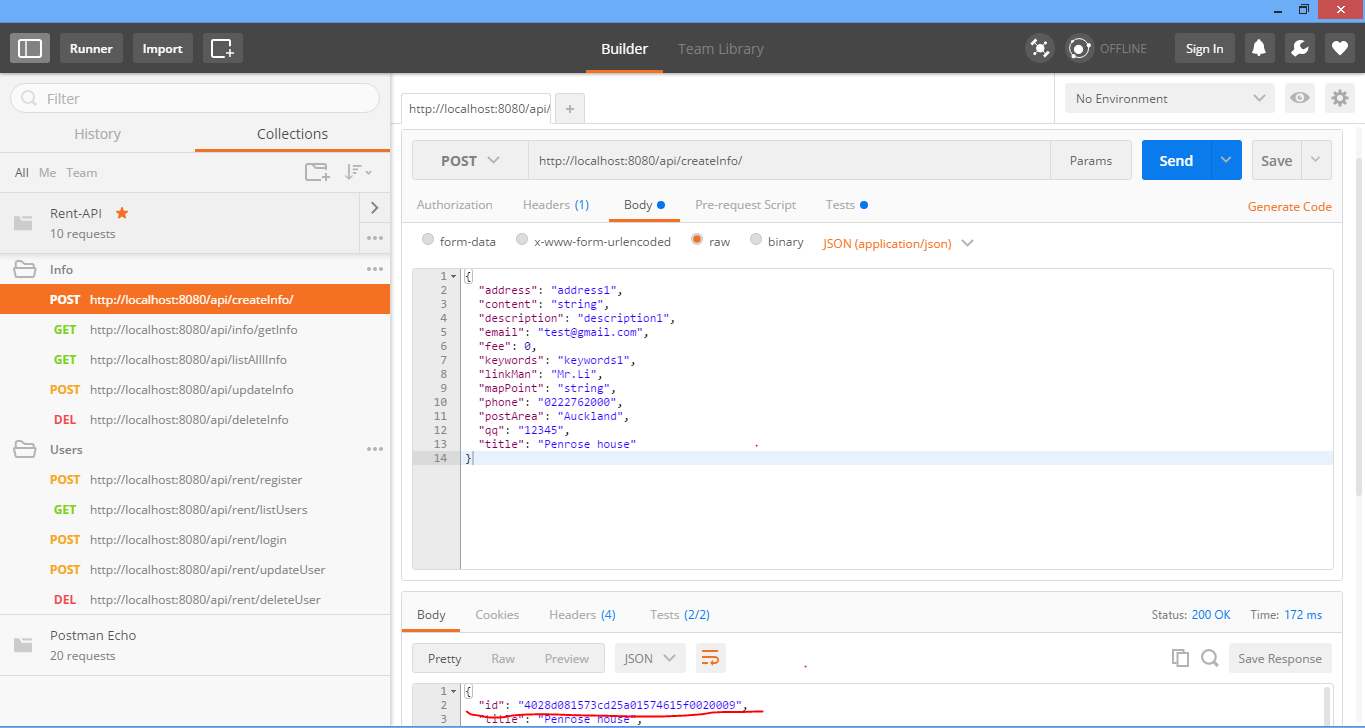 Runner Import Builder Team Library OFFLINE Sign In
Filter
History Collections
All Me Team
Rent-API
10 requests
Info
POST http://localhost:8080/api/createInfo/
GET http://localhost:8080/api/info/getInfo
GET http://localhost:8080/api/listAllInfo
POST http://localhost:8080/api/updateInfo
DEL http://localhost:8080/api/deleteInfo
Users
POST http://localhost:8080/api/rent/register
GET http://localhost:8080/api/rent/listUsers
POST http://localhost:8080/api/rent/login
POST http://localhost:8080/api/rent/updateUser
DEL http://localhost:8080/api/rent/deleteUser
Postman Echo
20 requests
http://localhost:8080/api/ +
No Environment
POST http://localhost:8080/api/createInfo/ Params Send Save
Authorization Headers (1) Body Pre-request Script Tests Generate Code
form-data x-www-form-urlencoded raw binary JSON (application/json)
1 {
2 "address": "address1",
3 "content": "string",
4 "description": "description1",
5 "email": "test@gmail.com",
6 "fee": 0,
7 "keywords": "keywords1",
8 "linkMan": "Mr.Li",
9 "mapPoint": "string",
10 "phone": "0222762000",
11 "postArea": "Auckland",
12 "qq": "12345",
13 "title": "Penrose house"
14 }
Body Cookies Headers (4) Tests (2/2) Status: 200 OK Time: 172 ms
Pretty Raw Preview JSON Save Response
1 {
2 "id": "4028d081573cd25a01574615f0020009",
3 "title": "Penrose house",